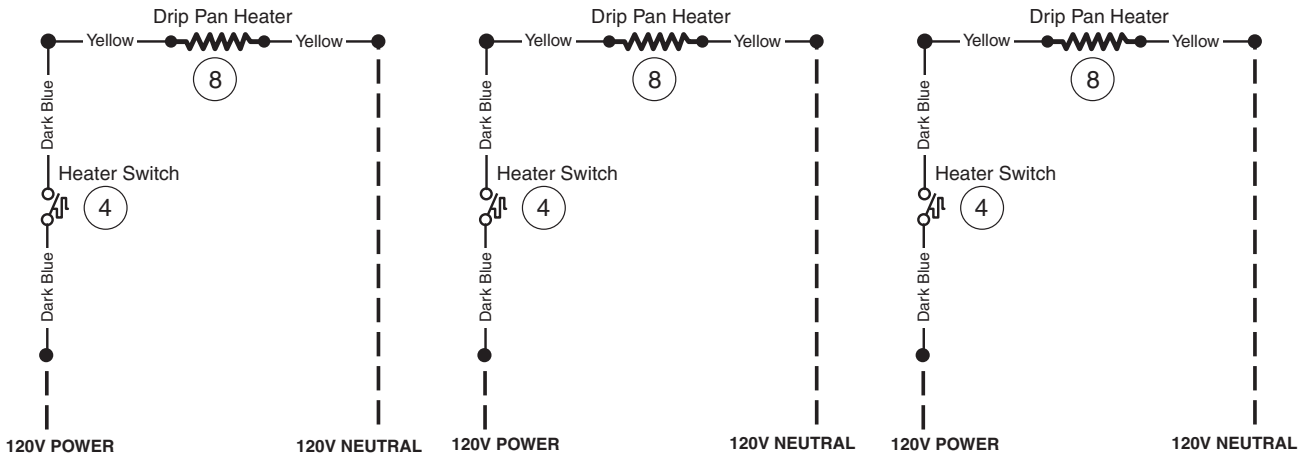 Drip Pan Heater
Yellow
Yellow
8
Dark Blue
Heater Switch
4
Dark Blue
120V POWER
120V NEUTRAL
Drip Pan Heater
Yellow
Yellow
8
Dark Blue
Heater Switch
4
Dark Blue
120V POWER
120V NEUTRAL
Drip Pan Heater
Yellow
Yellow
8
Dark Blue
Heater Switch
4
Dark Blue
120V POWER
120V NEUTRAL